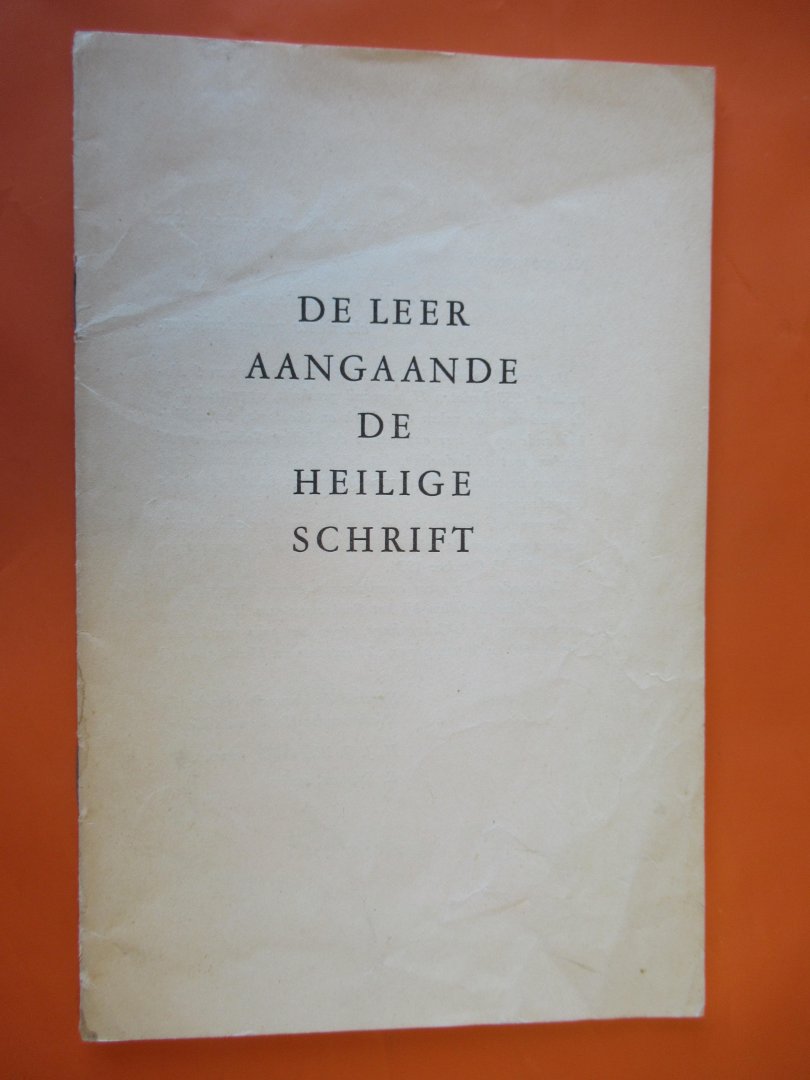 DE LEER
AANGAANDE
DE
HEILIGE
SCHRIFT